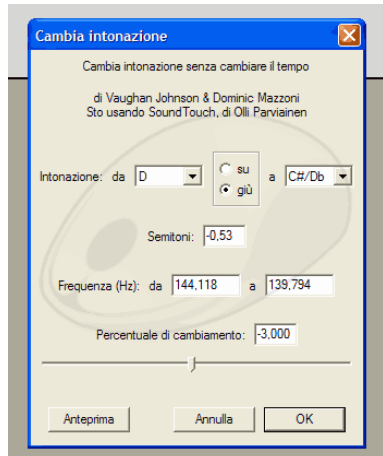 Cambia intonazione
Cambia intonazione senza cambiare il tempo
di Vaughan Johnson & Dominic Mazzoni
Sto usando SoundTouch, di Olli Parviainen
Intonazione: da D su giù a C#/Db
Semitoni: -0,53
Frequenza (Hz): da 144,118 a 139,794
Percentuale di cambiamento: -3,000
Anteprima Annulla OK